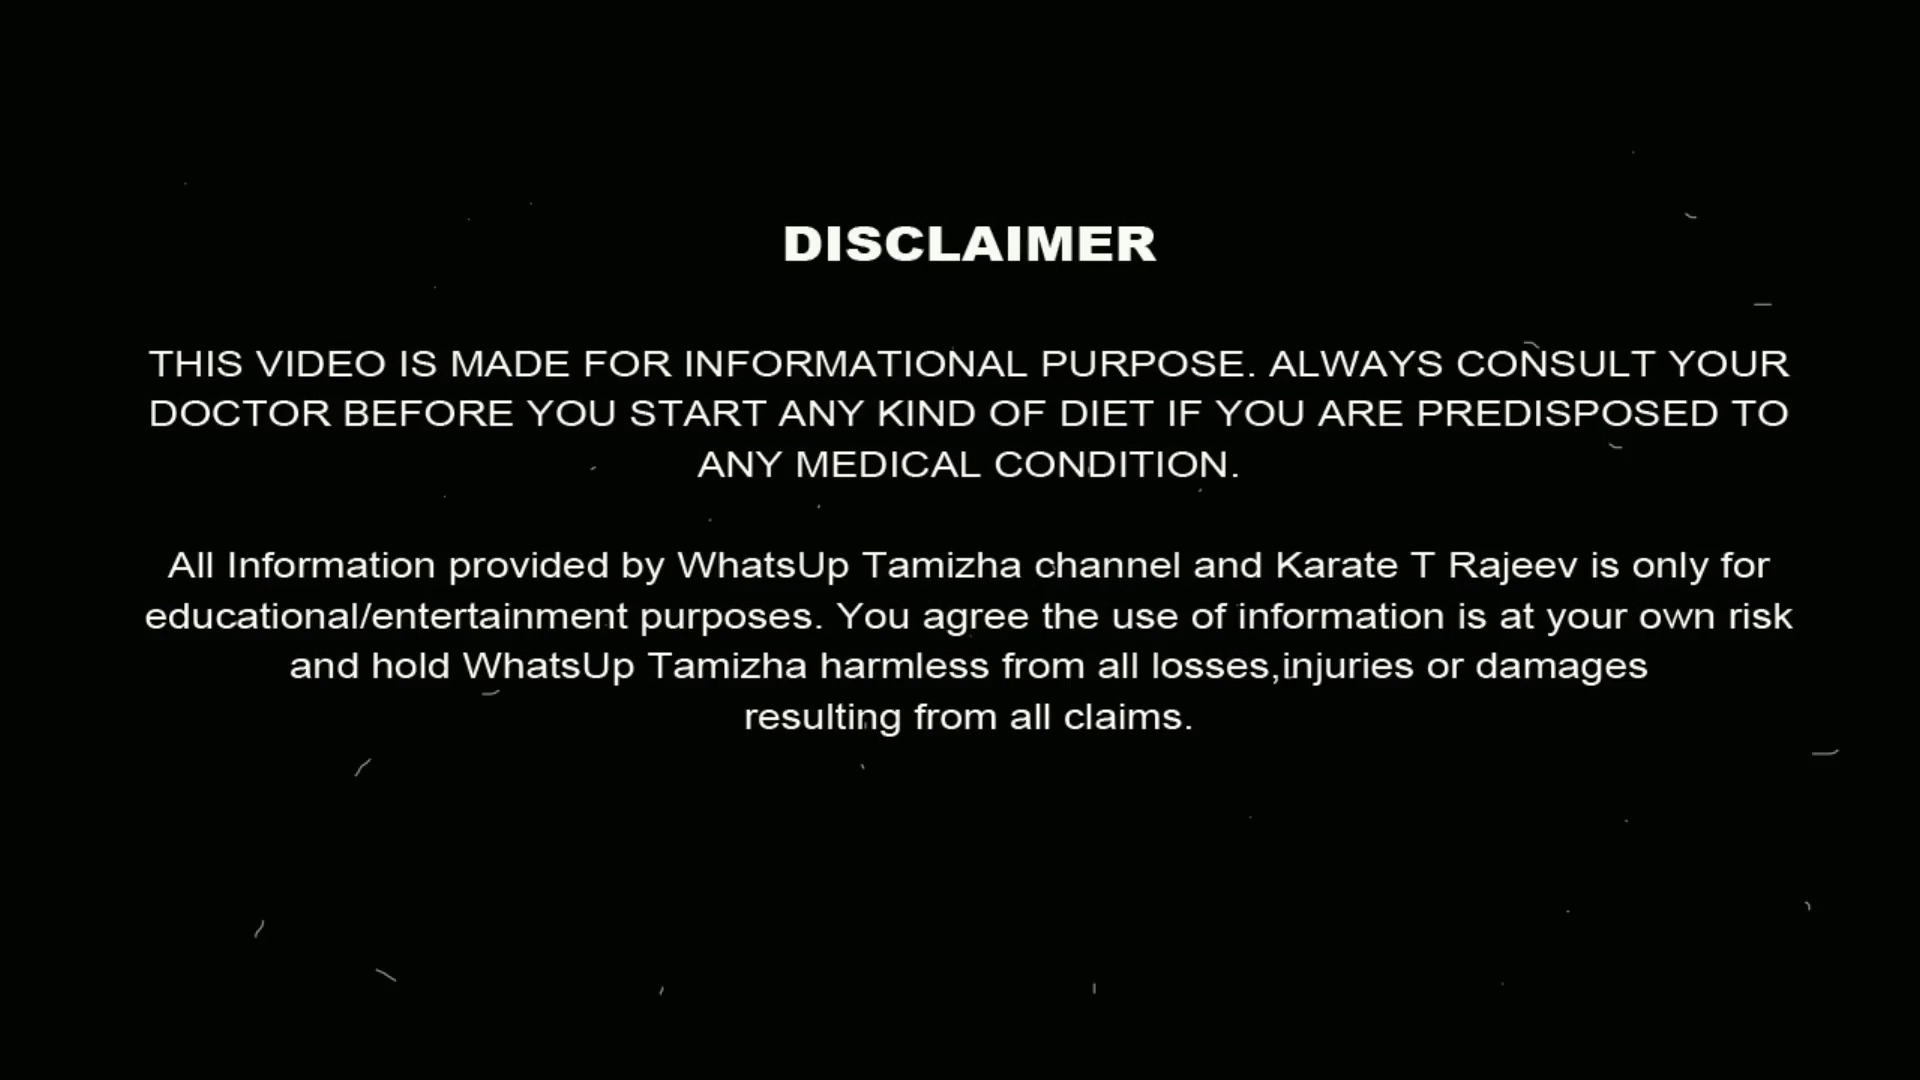 DISCLAIMER
THIS VIDEO IS MADE FOR INFORMATIONAL PURPOSE. ALWAYS CONSULT YOUR
DOCTOR BEFORE YOU START ANY KIND OF DIET IF YOU ARE PREDISPOSED TO
ANY MEDICAL CONDITION.
All Information provided by WhatsUp Tamizha channel and Karate T Rajeev is only for
educational/entertainment purposes. You agree the use of information is at your own risk
and hold WhatsUp Tamizha harmless from all losses,injuries or damages
resulting from all claims.